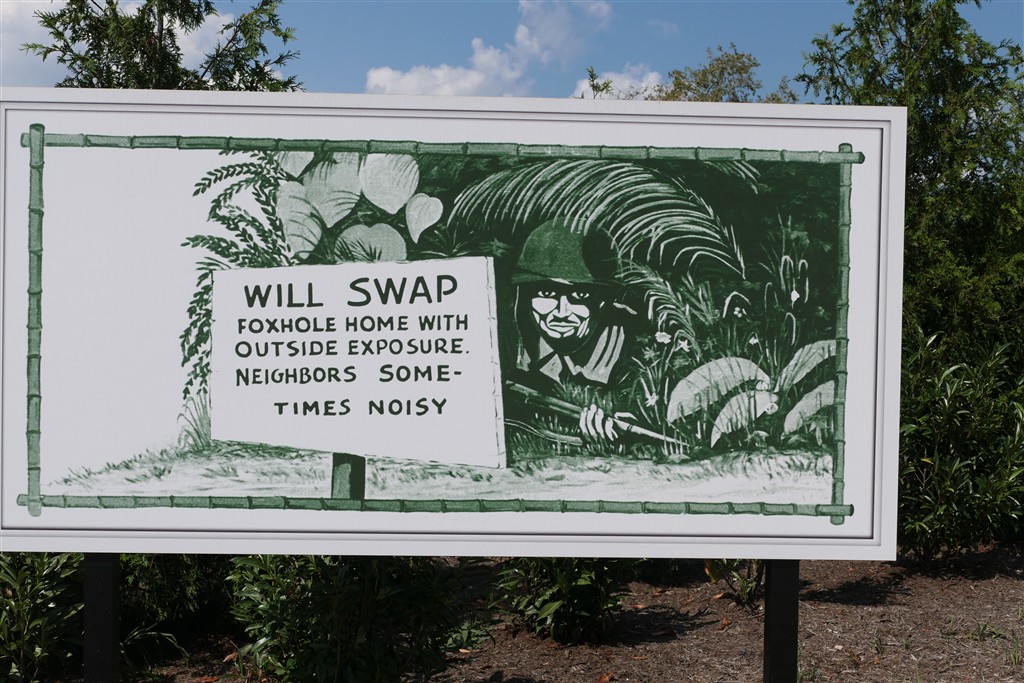 WILL SWAP
FOXHOLE HOME WITH
OUTSIDE EXPOSURE.
NEIGHBORS SOME-
TIMES NOISY